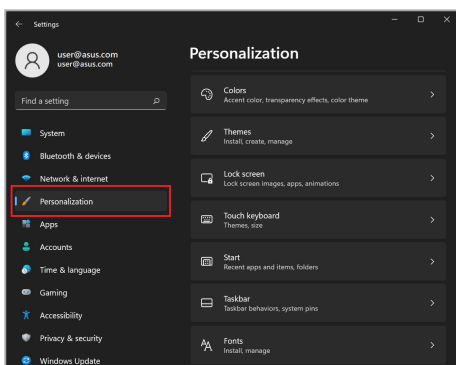 Settings
user@asus.com
user@asus.com
Find a setting
System
Bluetooth & devices
Network & internet
Personalization
Apps
Accounts
Time & language
Gaming
Accessibility
Privacy & security
Windows Update
Personalization
Colors
Accent color, transparency effects, color theme
Themes
Install, create, manage
Lock screen
Lock screen images, apps, animations
Touch keyboard
Themes, size
Start
Recent apps and items, folders
Taskbar
Taskbar behaviors, system pins
Fonts
Install, manage